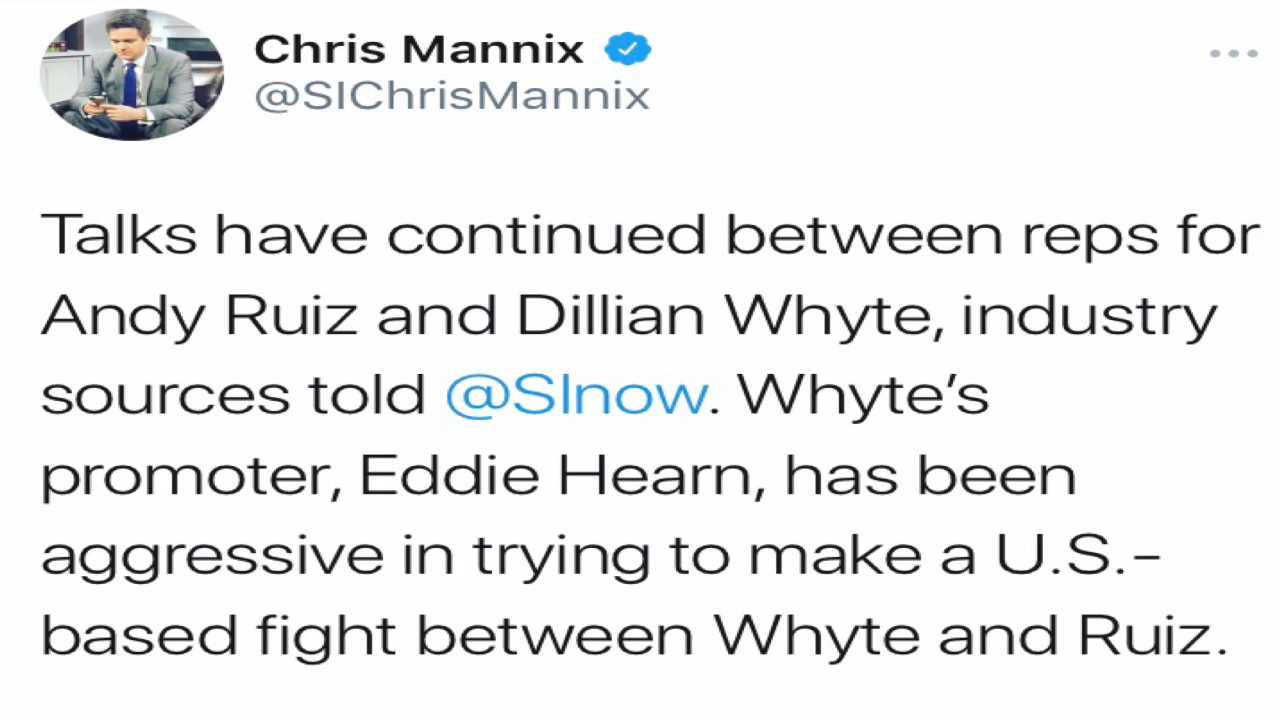 Chris Mannix
@SIChrisMannix
Talks have continued between reps for
Andy Ruiz and Dillian Whyte, industry
sources told @SInow. Whyte’s
promoter, Eddie Hearn, has been
aggressive in trying to make a U.S.-
based fight between Whyte and Ruiz.